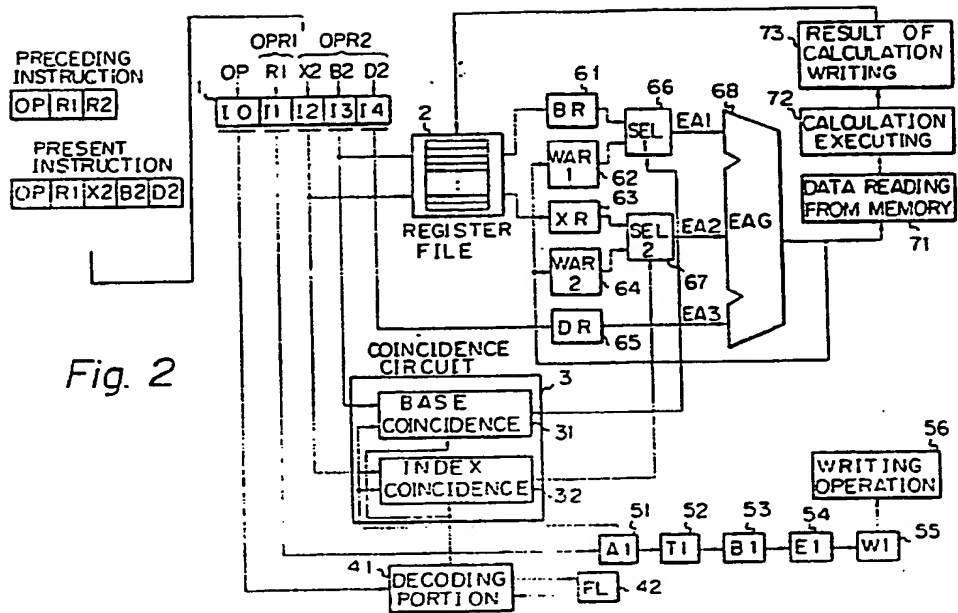 PRECEDING
INSTRUCTION
OP R1 R2
PRESENT
INSTRUCTION
OP R1 X2 B2 D2
OPR1 OPR2
OP R1 X2 B2 D2
1
I0 I1 I2 I3 I4
2
REGISTER
FILE
61
BR
WAR
1
62
63
XR
WAR
2
64
DR
65
66
SEL
1
SEL
2
67
EA1
EA2
EA3
68
EAG
73
RESULT OF
CALCULATION
WRITING
72
CALCULATION
EXECUTING
DATA READING
FROM MEMORY
71
Fig. 2
COINCIDENCE
CIRCUIT
3
BASE
COINCIDENCE
31
INDEX
COINCIDENCE
32
56
WRITING
OPERATION
51
A1
52
T1
53
B1
54
E1
W1
55
41
DECODING
PORTION
FL
42